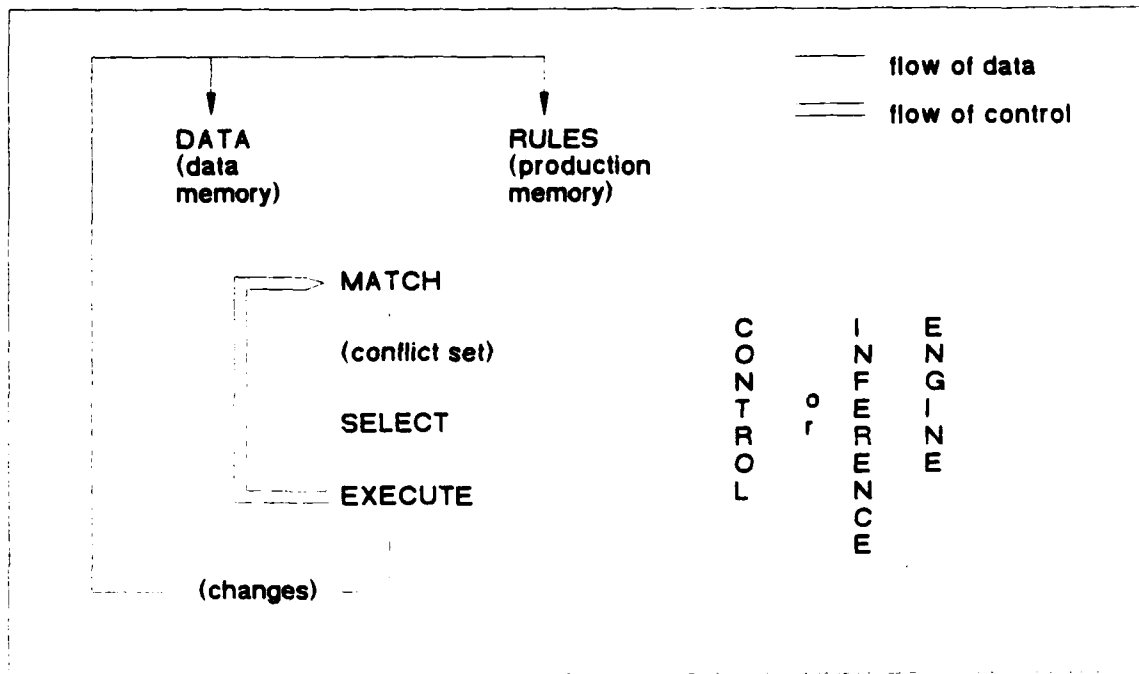 flow of data
flow of control
DATA
(data
memory)
RULES
(production
memory)
MATCH
(conflict set)
SELECT
EXECUTE
(changes)
CONTROL
or
INFERENCE
ENGINE